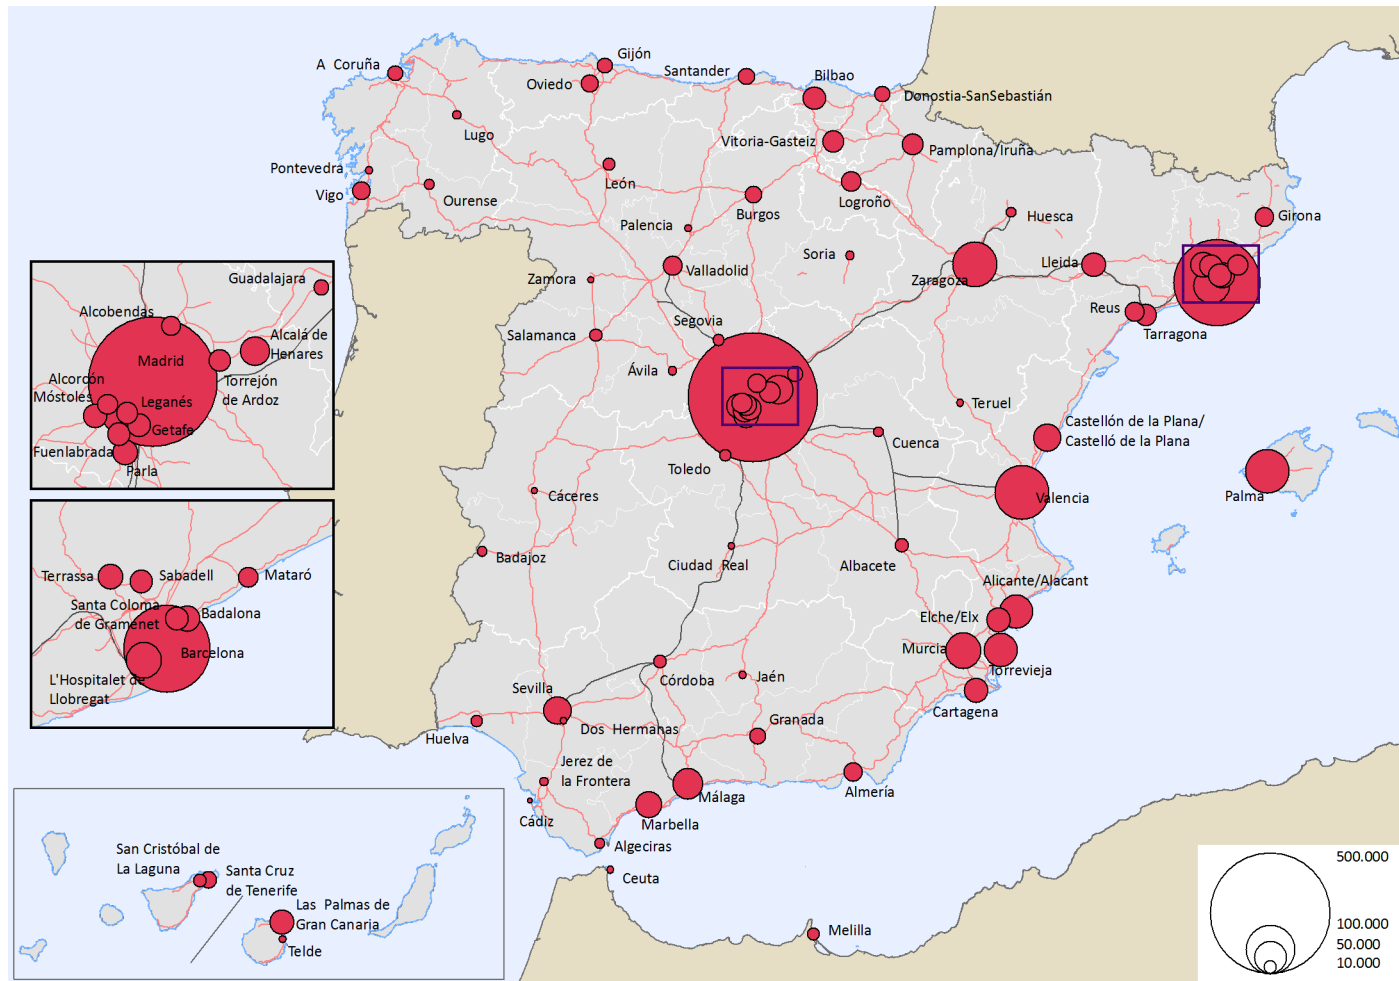 Gijón
A Coruña
Santander
Bilbao
Oviedo
Donostia-SanSebastián
Lugo
Vitoria-Gasteiz
Pamplona/Iruña
Pontevedra
León
Vigo
Ourense
Burgos
Logroño
Huesca
Girona
Palencia
Soria
Lleida
Zaragoza
Valladolid
Zamora
Segovia
Reus
Salamanca
Tarragona
Ávila
Teruel
Castellón de la Plana/
Castelló de la Plana
Cuenca
Toledo
Cáceres
Valencia
Palma
Badajoz
Ciudad Real
Albacete
Alicante/Alacant
Elche/Elx
Murcia
Torrevieja
Córdoba
Jaén
Sevilla
Cartagena
Granada
Dos Hermanas
Huelva
Jerez de
la Frontera
Almería
Málaga
Cádiz
Marbella
Algeciras
Ceuta
Melilla
Guadalajara
Alcobendas
Alcalá de
Henares
Madrid
Alcorcón
Torrejón
de Ardoz
Móstoles
Leganés
Getafe
Fuenlabrada
Parla
Terrassa
Sabadell
Mataró
Santa Coloma
de Gramenet
Badalona
Barcelona
L'Hospitalet de
Llobregat
San Cristóbal de
La Laguna
Santa Cruz
de Tenerife
Las Palmas de
Gran Canaria
Telde
500.000
100.000
50.000
10.000